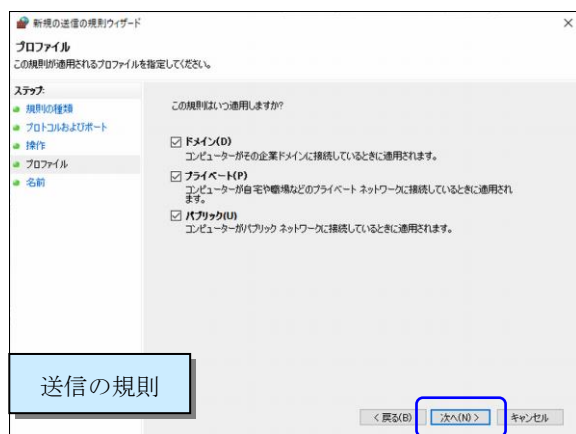 新規の送信の規則ウィザード
プロファイル
この規則が適用されるプロファイルを指定してください。
ステップ:
規則の種類
プロトコルおよびポート
操作
プロファイル
名前
この規則はいつ適用しますか?
ドメイン(D)
コンピューターがその企業ドメインに接続しているときに適用されます。
プライベート(P)
コンピューターが自宅や職場などのプライベート ネットワークに接続しているときに適用され
ます。
パブリック(U)
コンピューターがパブリック ネットワークに接続しているときに適用されます。
送信の規則
< 戻る(B)
次へ(N) >
キャンセル